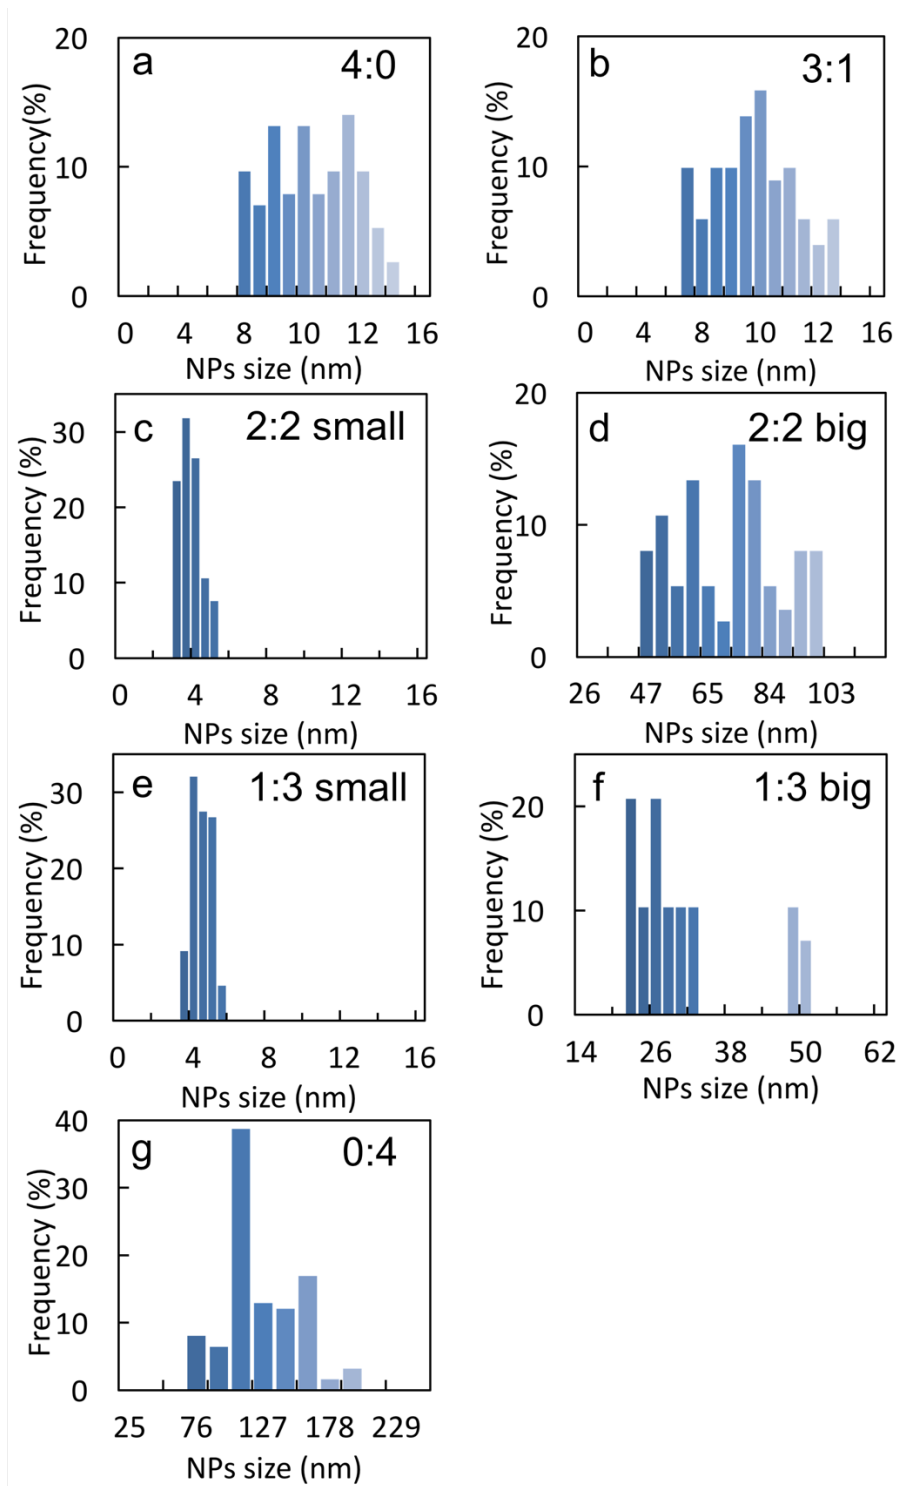 a 4:0
Frequency(%)
20
10
0
0 4 8 10 12 16
NPs size (nm)
b 3:1
Frequency (%)
20
10
0
0 4 8 10 12 16
NPs size (nm)
c 2:2 small
Frequency (%)
30
20
10
0
0 4 8 12 16
NPs size (nm)
d 2:2 big
Frequency (%)
20
10
0
26 47 65 84 103
NPs size (nm)
e 1:3 small
Frequency (%)
30
20
10
0
0 4 8 12 16
NPs size (nm)
f 1:3 big
Frequency (%)
20
10
0
14 26 38 50 62
NPs size (nm)
g 0:4
Frequency (%)
40
30
20
10
0
25 76 127 178 229
NPs size (nm)